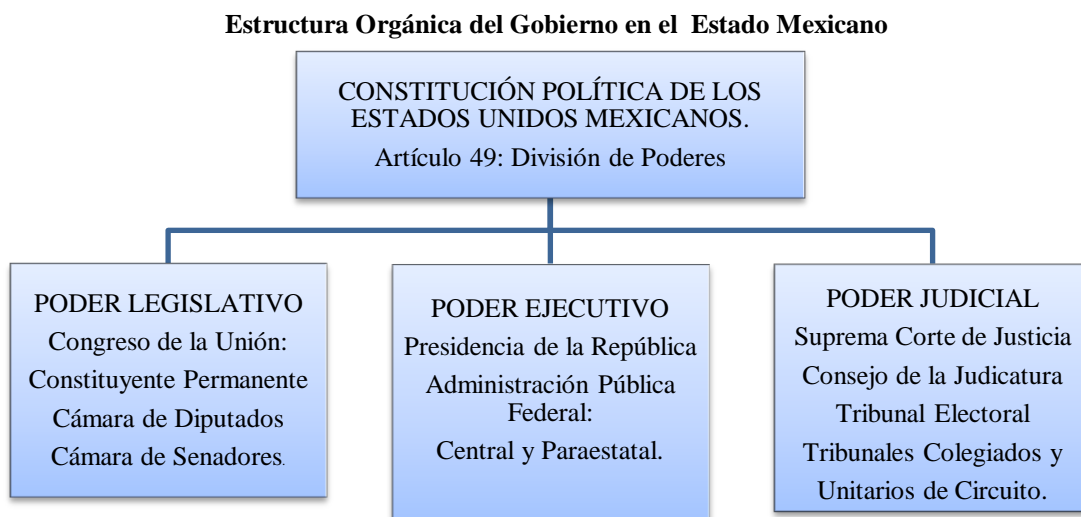 Estructura Orgánica del Gobierno en el Estado Mexicano
CONSTITUCIÓN POLÍTICA DE LOS
ESTADOS UNIDOS MEXICANOS.
Artículo 49: División de Poderes
PODER LEGISLATIVO
Congreso de la Unión:
Constituyente Permanente
Cámara de Diputados
Cámara de Senadores.
PODER EJECUTIVO
Presidencia de la República
Administración Pública
Federal:
Central y Paraestatal.
PODER JUDICIAL
Suprema Corte de Justicia
Consejo de la Judicatura
Tribunal Electoral
Tribunales Colegiados y
Unitarios de Circuito.